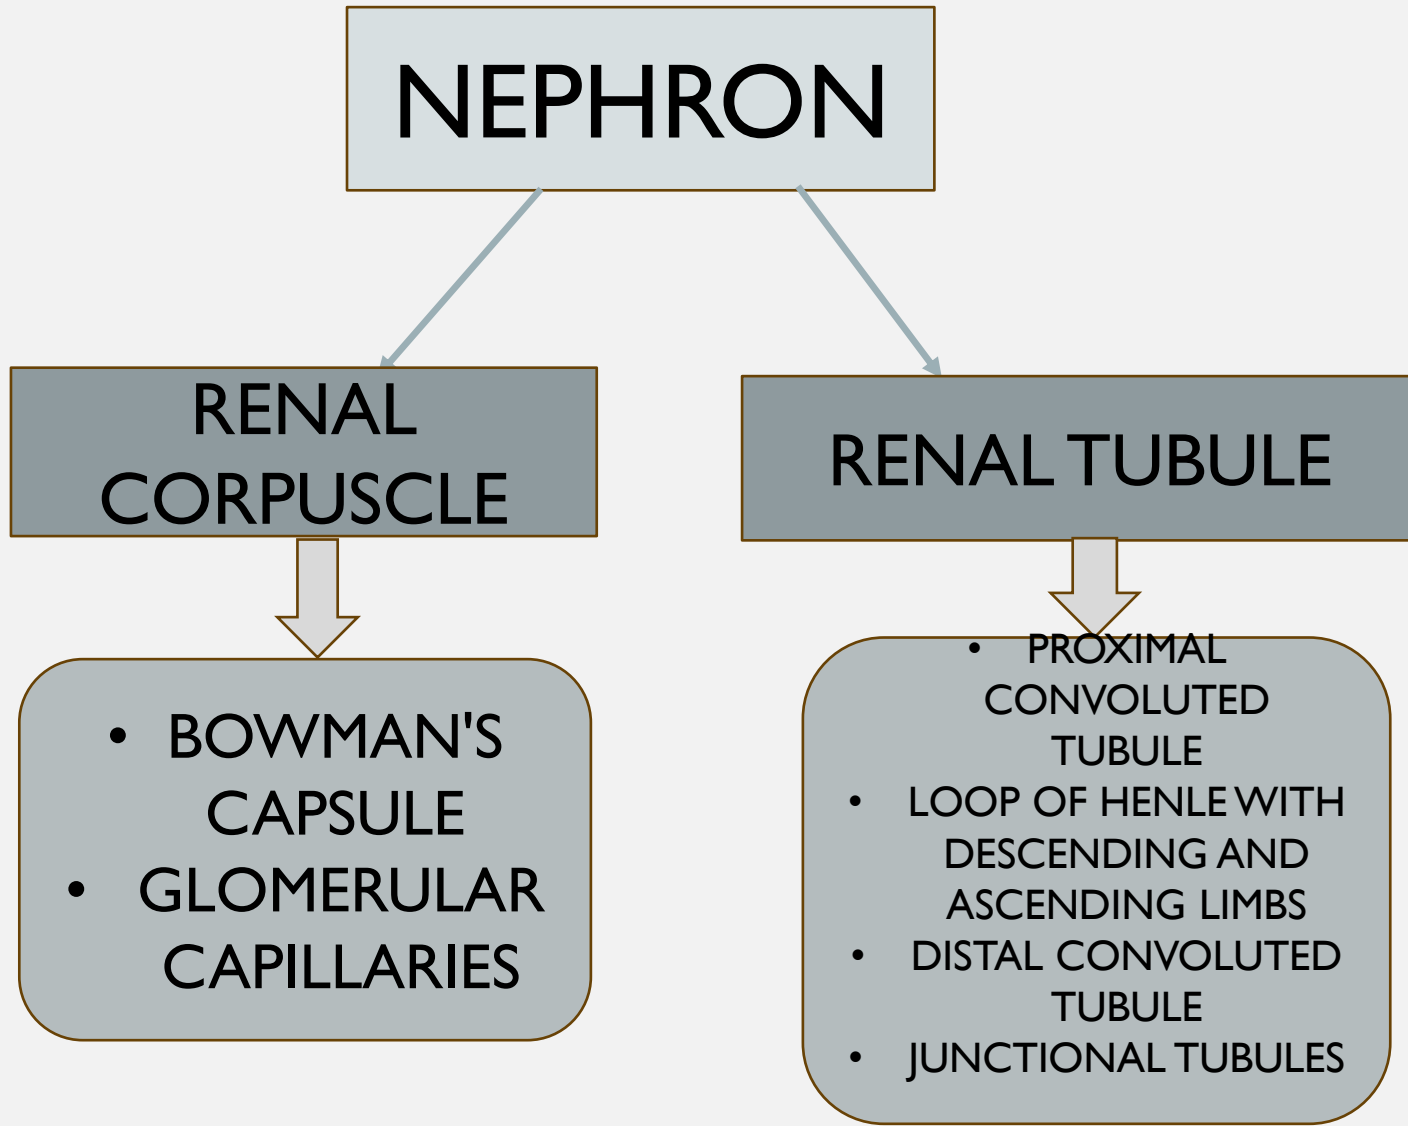 NEPHRON
RENAL
CORPUSCLE
• BOWMAN'S
CAPSULE
• GLOMERULAR
CAPILLARIES
RENAL TUBULE
• PROXIMAL
CONVOLUTED
TUBULE
• LOOP OF HENLE WITH
DESCENDING AND
ASCENDING LIMBS
• DISTAL CONVOLUTED
TUBULE
• JUNCTIONAL TUBULES